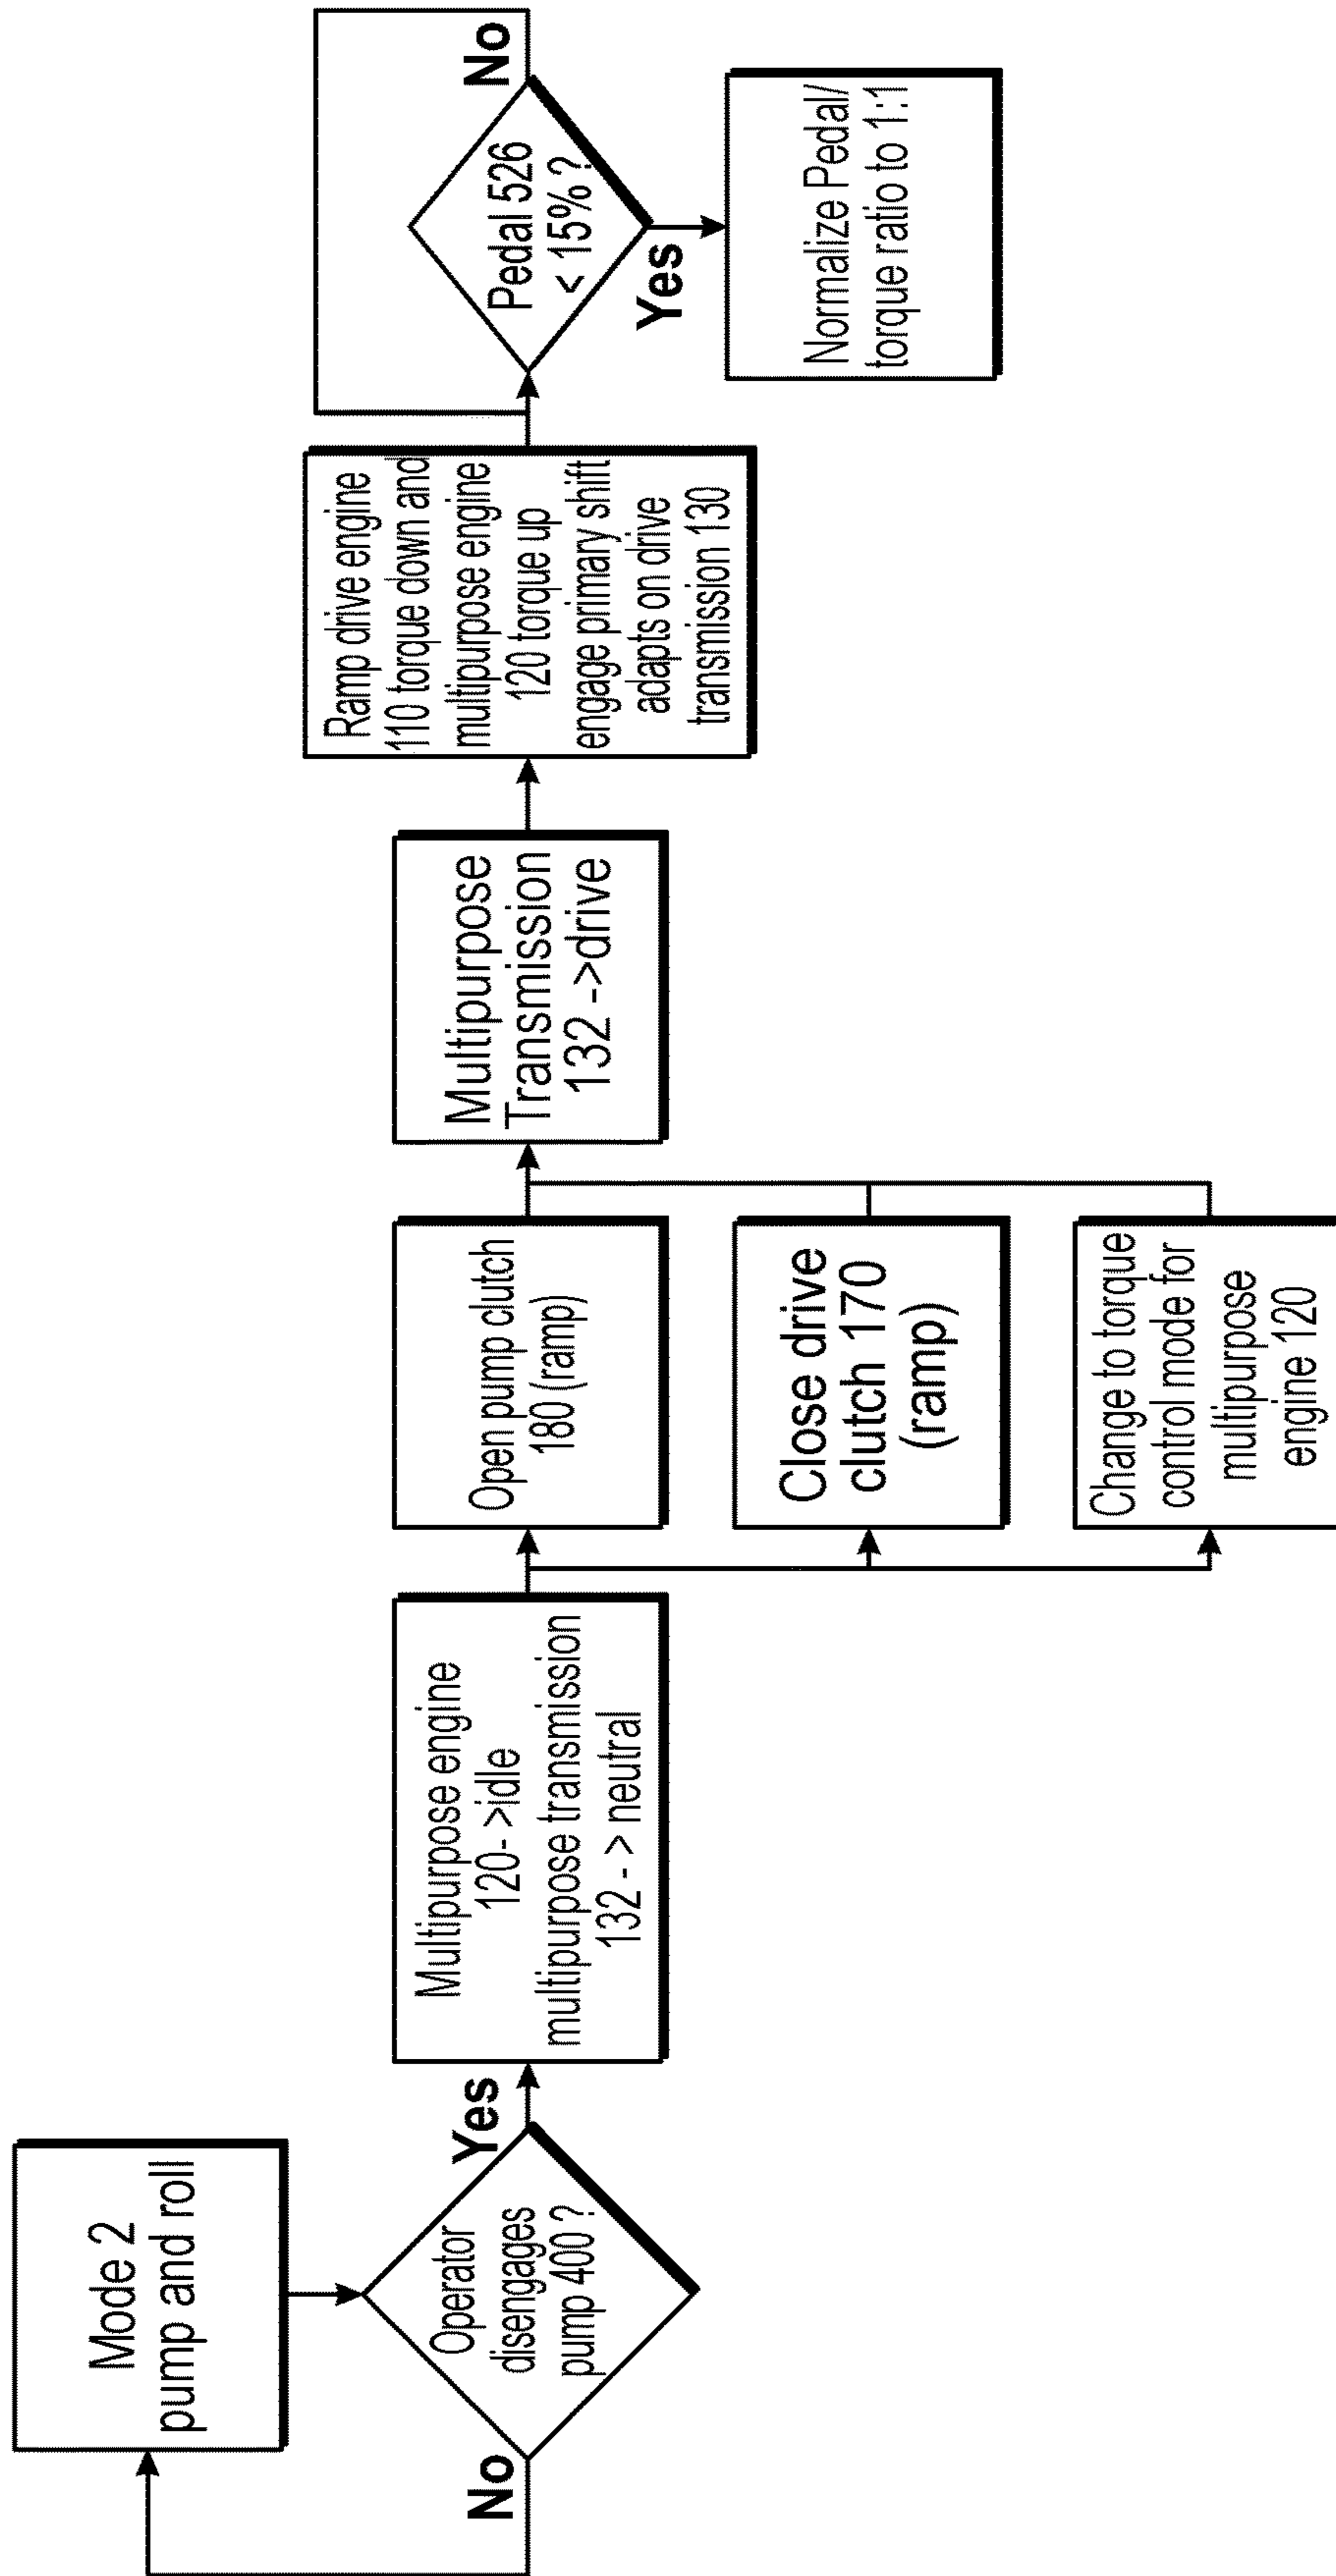 Mode 2
pump and roll
Operator
disengages
pump 400 ?
No
Yes
Multipurpose engine
120- >idle
multipurpose transmission
132 - > neutral
Open pump clutch
180 (ramp)
Close drive
clutch 170
(ramp)
Change to torque
control mode for
multipurpose
engine 120
Multipurpose
Transmission
132 ->drive
Ramp drive engine
110 torque down and
multipurpose engine
120 torque up
engage primary shift
adapts on drive
transmission 130
Pedal 526
< 15% ?
No
Yes
Normalize Pedal/
torque ratio to 1:1